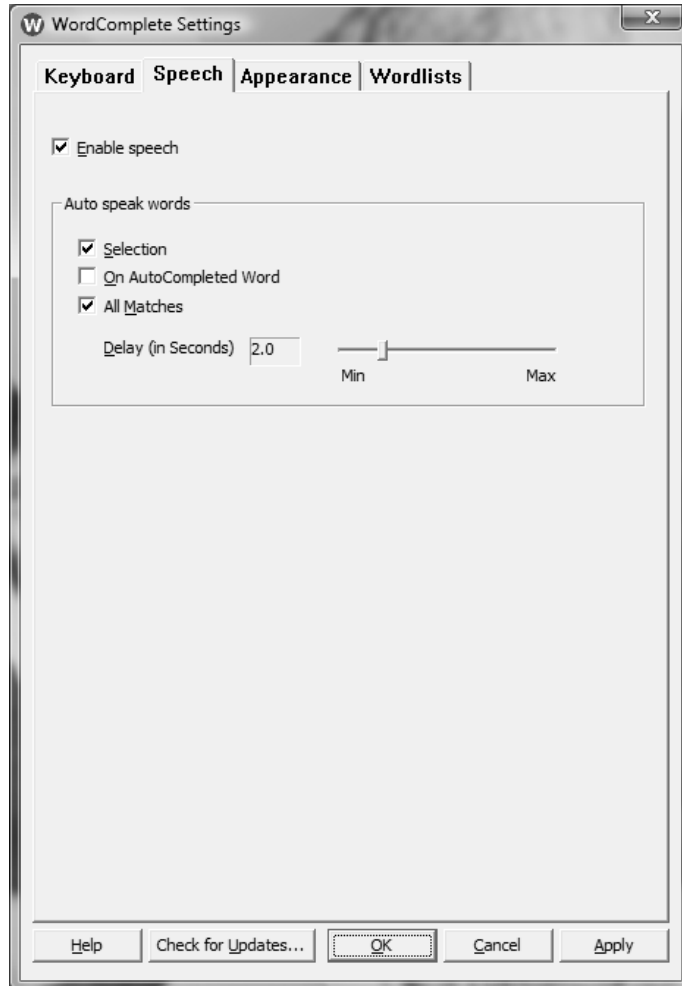 W WordComplete Settings X
Keyboard Speech Appearance Wordlists
Enable speech
Auto speak words
Selection
On AutoCompleted Word
All Matches
Delay (in Seconds) 2.0
Min Max
Help Check for Updates... OK Cancel Apply